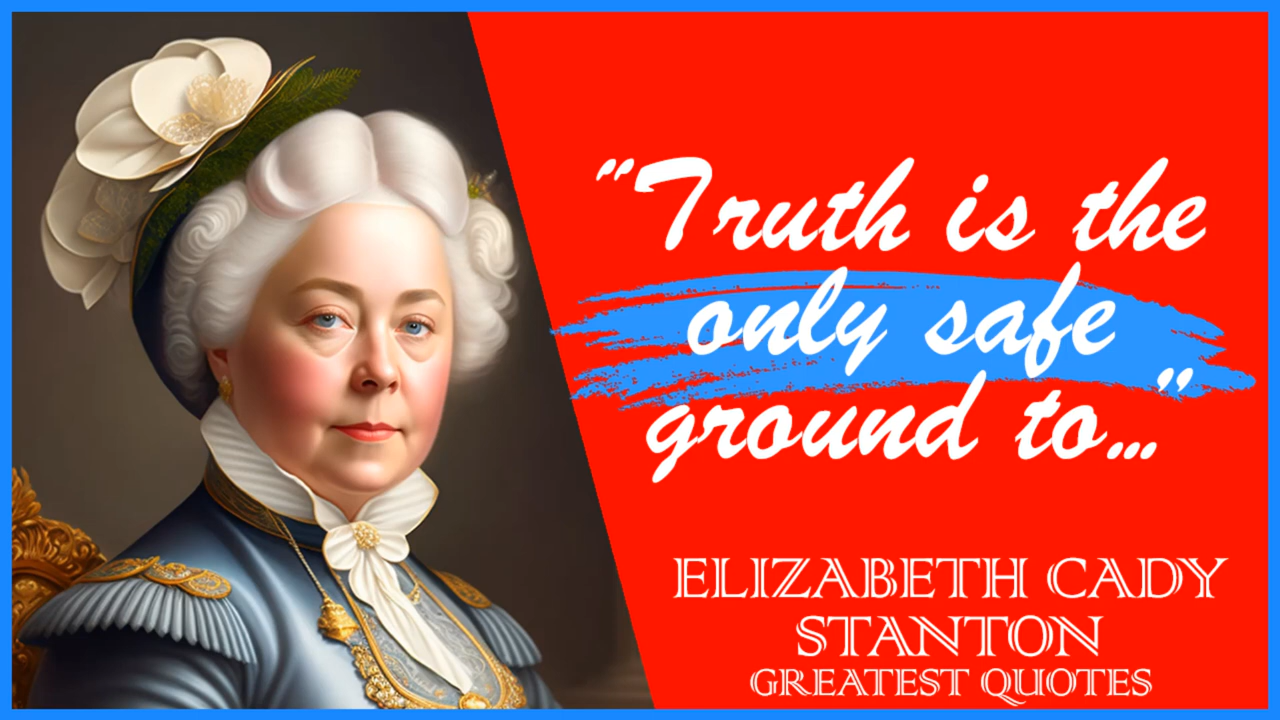 “Truth is the
only safe
ground to...”
ELIZABETH CADY
STANTON
GREATEST QUOTES